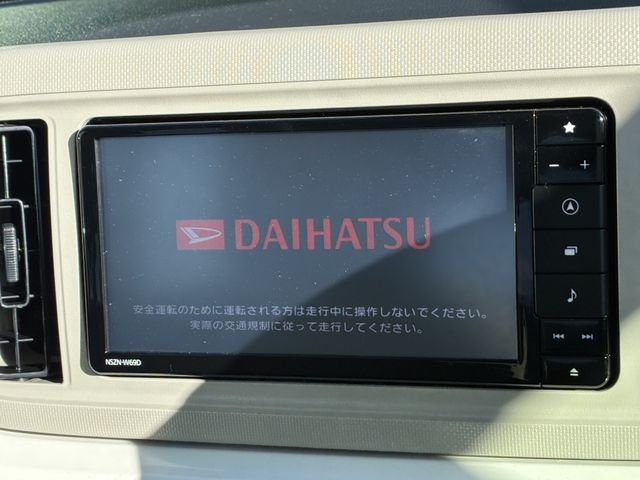 DAIHATSU
安全運転のために運転される方は走行中に操作しないでください。
実際の交通規制に従って走行してください。
NSZN-W69D